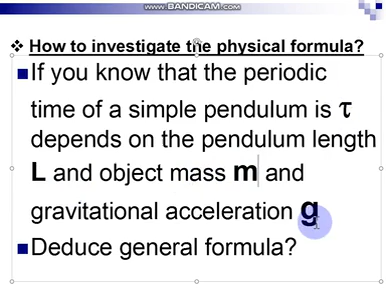 www.BANDICAM.com
❖ How to investigate the physical formula?
■ If you know that the periodic
time of a simple pendulum is τ
depends on the pendulum length
L and object mass m and
gravitational acceleration g
■ Deduce general formula?